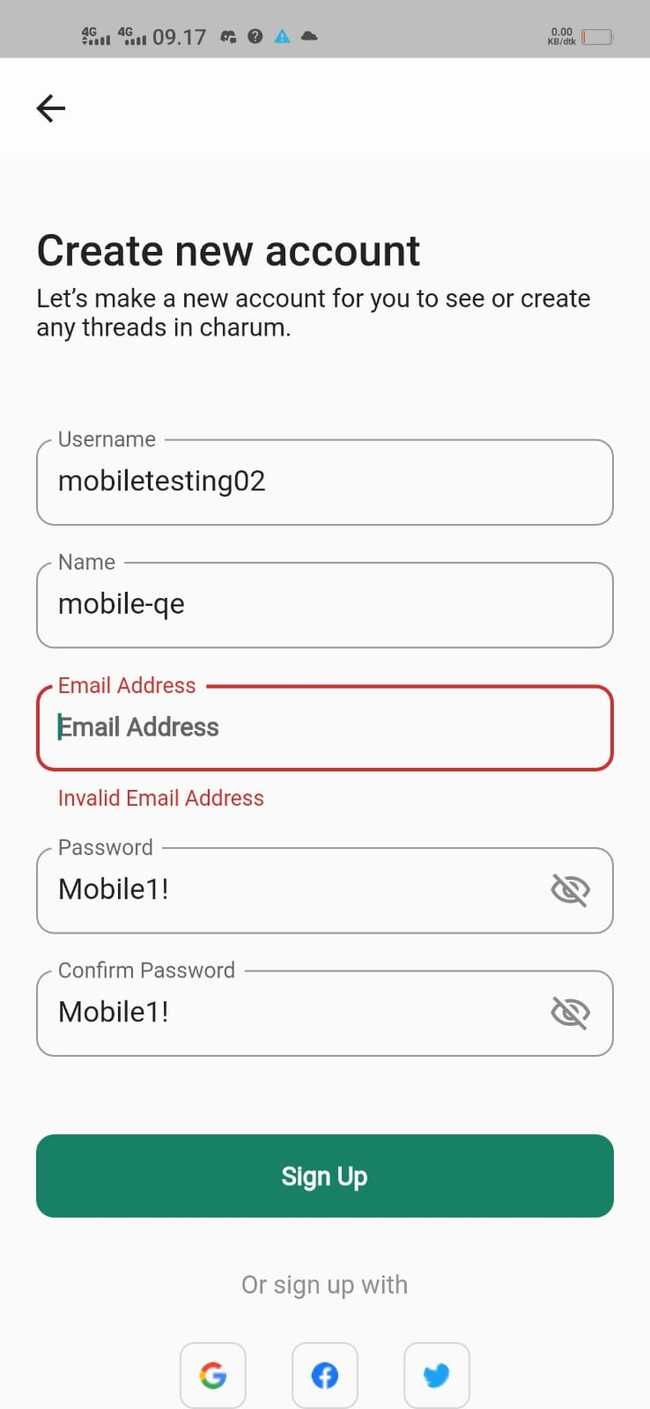 4G 4G 09.17 0.00
KB/dtk
Create new account
Let's make a new account for you to see or create
any threads in charum.
Username
mobiletesting02
Name
mobile-qe
Email Address
Email Address
Invalid Email Address
Password
Mobile1!
Confirm Password
Mobile1!
Sign Up
Or sign up with